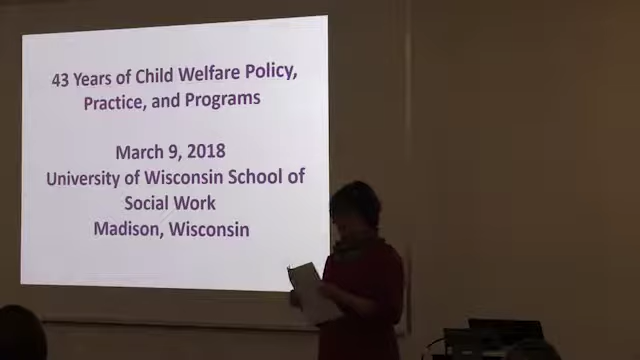 43 Years of Child Welfare Policy,
Practice, and Programs
March 9, 2018
University of Wisconsin School of
Social Work
Madison, Wisconsin